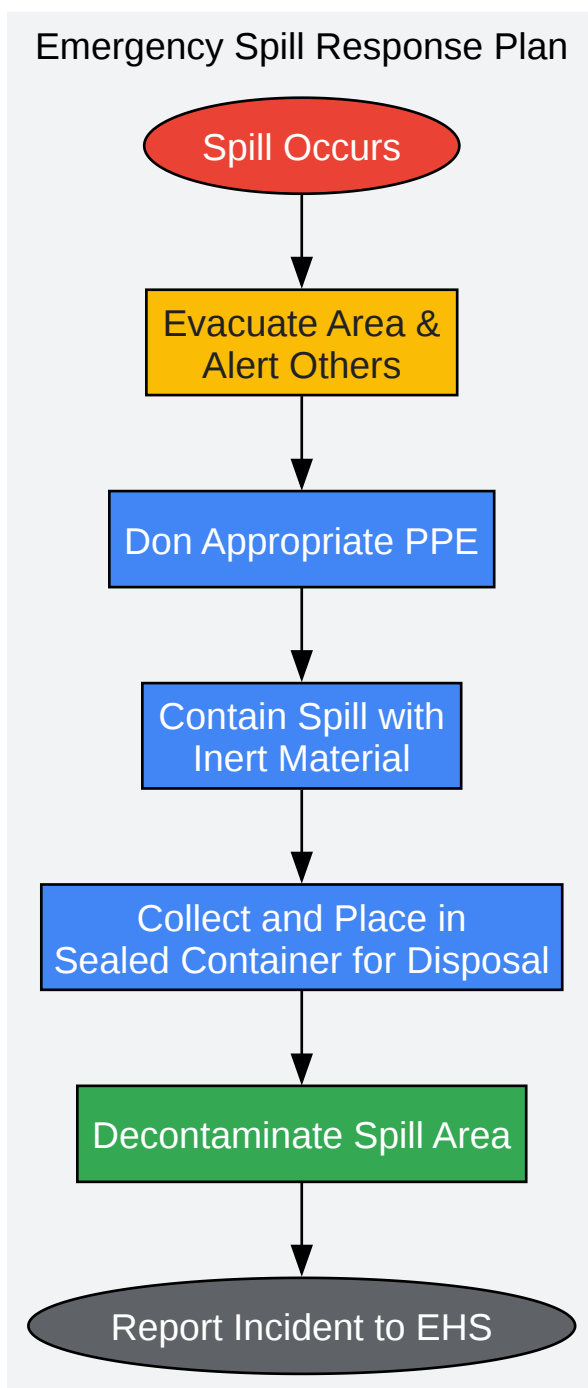 Emergency Spill Response Plan
Spill Occurs
Evacuate Area &
Alert Others
Don Appropriate PPE
Contain Spill with
Inert Material
Collect and Place in
Sealed Container for Disposal
Decontaminate Spill Area
Report Incident to EHS